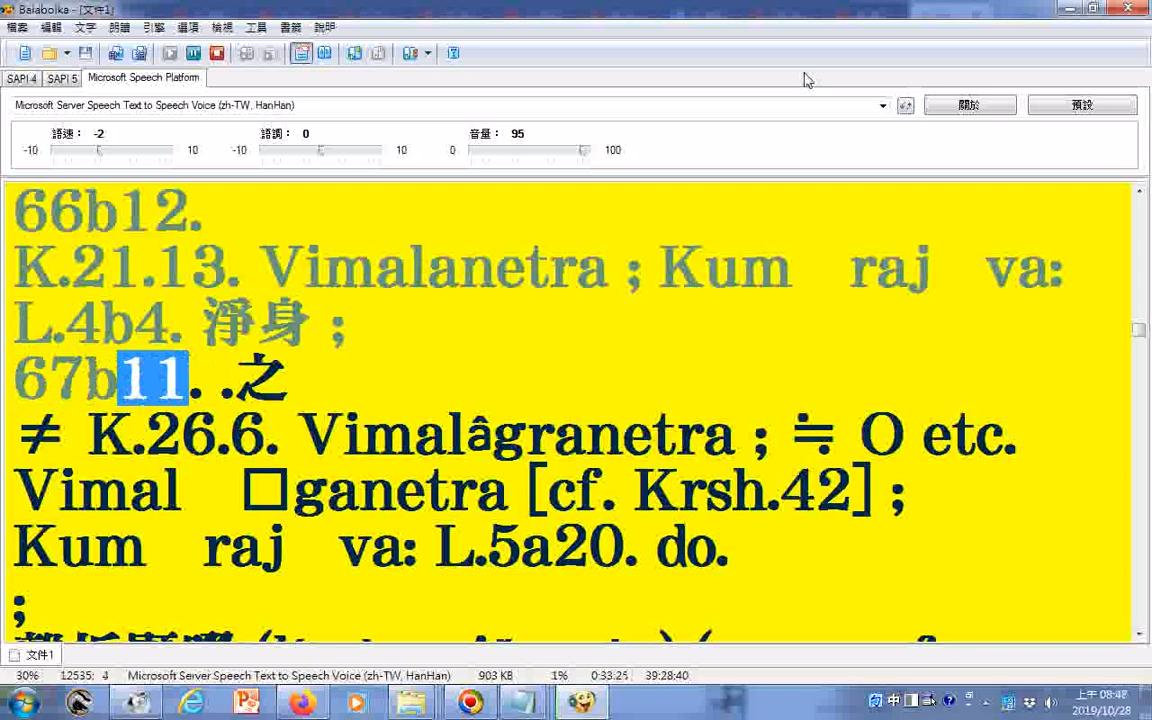 Balabolka - [文件1]
檔案 編輯 文字 朗讀 引擎 選項 檢視 工具 書籤 說明
SAPI 4 SAPI 5 Microsoft Speech Platform
Microsoft Server Speech Text to Speech Voice (zh-TW, HanHan) 關於 預設
語速： -2 語調： 0 音量： 95
-10 10 -10 10 0 100
66b12.
K.21.13. Vimalanetra ; Kum raj va:
L.4b4. 淨身 ;
67b11. .之
≠ K.26.6. Vimalâgranetra ; ≒ O etc.
Vimal □ganetra [cf. Krsh.42] ;
Kum raj va: L.5a20. do.
;
文件1
30% 12535: 4 Microsoft Server Speech Text to Speech Voice (zh-TW, HanHan) 903 KB 1% 0:33:25 39:28:40
中 上午 08:48
2019/10/28